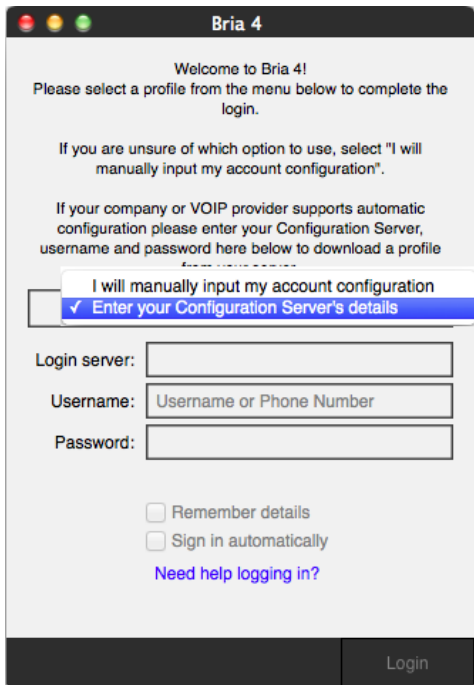 Bria 4
Welcome to Bria 4!
Please select a profile from the menu below to complete the
login.
If you are unsure of which option to use, select "I will
manually input my account configuration".
If your company or VOIP provider supports automatic
configuration please enter your Configuration Server,
username and password here below to download a profile
from your server
I will manually input my account configuration
✓ Enter your Configuration Server's details
Login server:
Username: Username or Phone Number
Password:
Remember details
Sign in automatically
Need help logging in?
Login